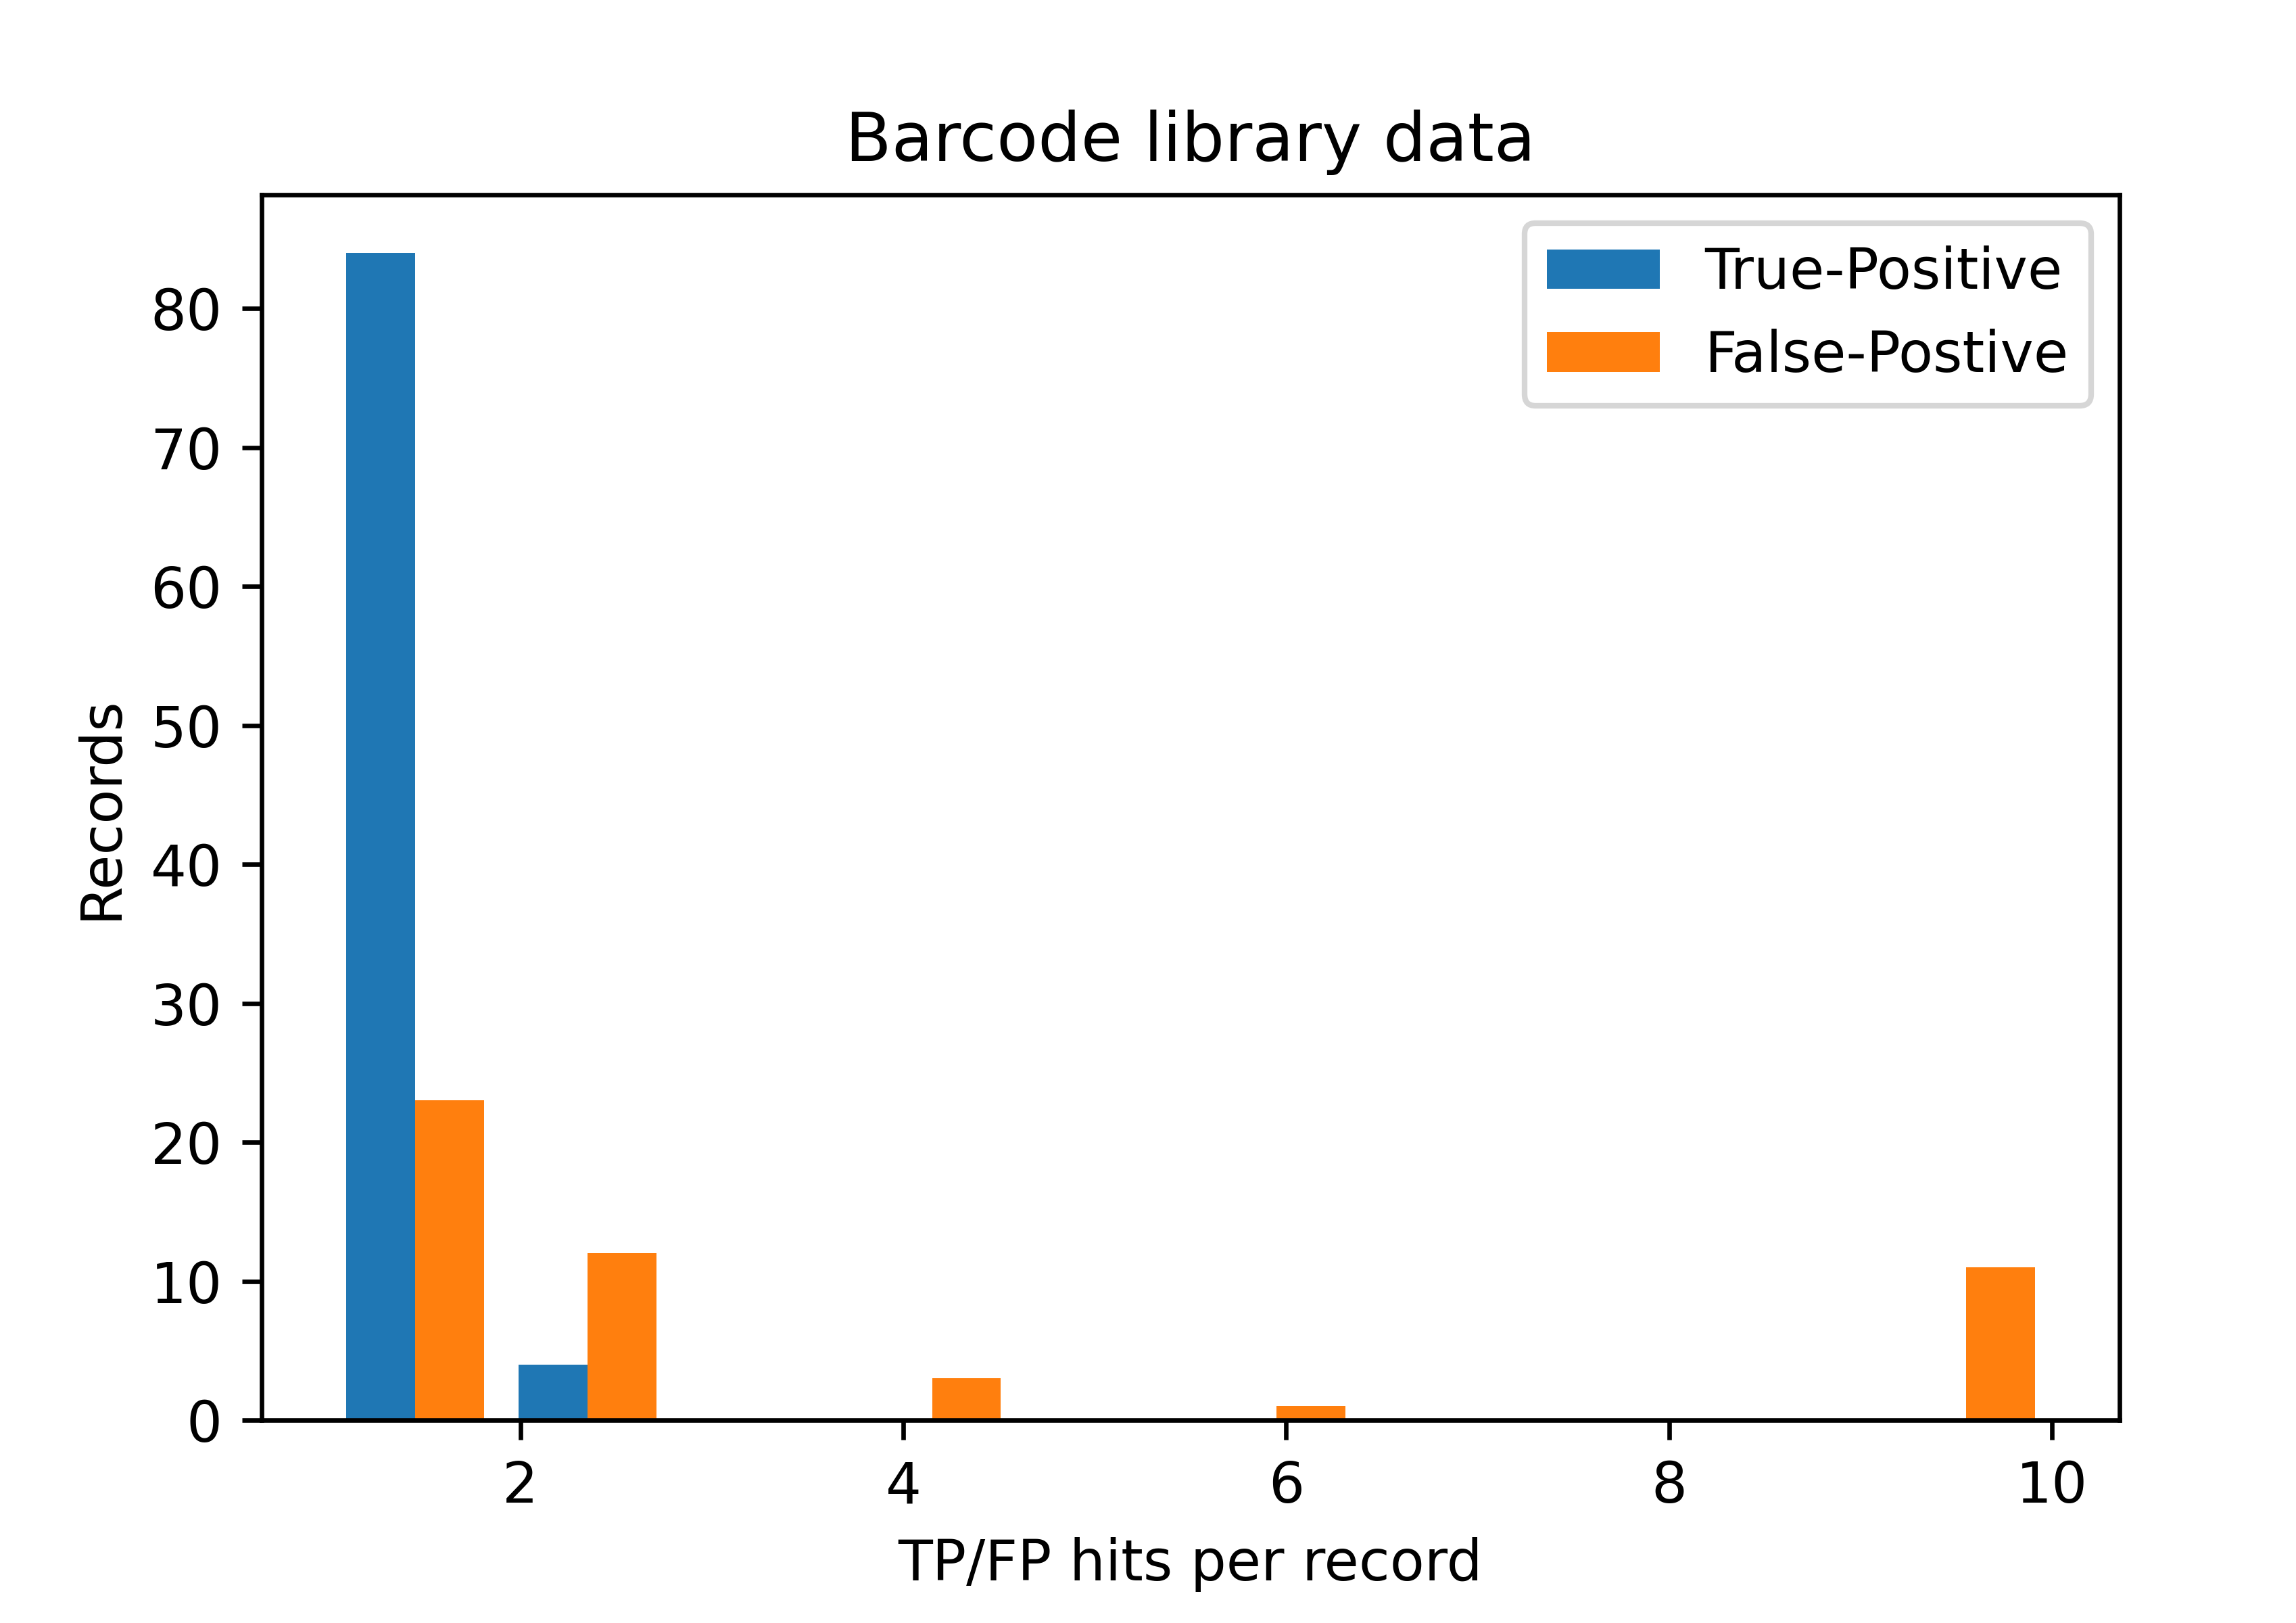 Barcode library data
True-Positive
False-Postive
80
70
60
50
40
30
20
10
0
Records
2 4 6 8 10
TP/FP hits per record